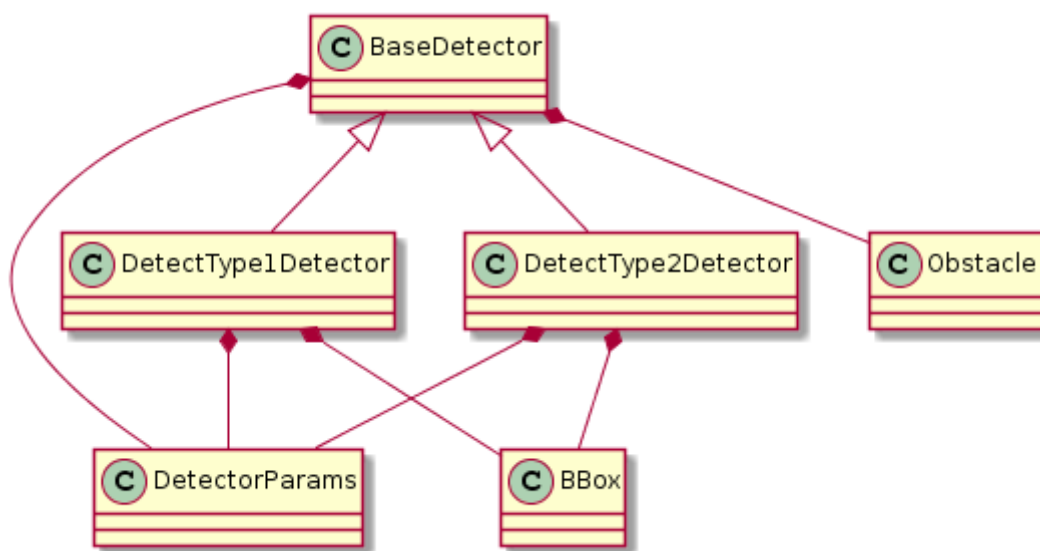 C BaseDetector
C DetectType1Detector
C DetectType2Detector
C Obstacle
C DetectorParams
C BBox